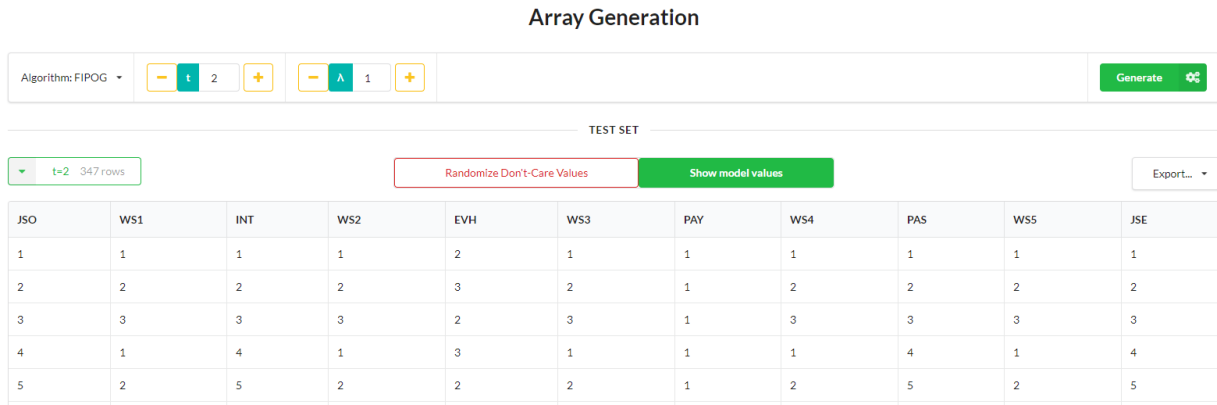 Array Generation
Algorithm: FIPOG t 2 Λ 1 Generate
TEST SET
t=2 347 rows Randomize Don't-Care Values Show model values Export...
JSO WS1 INT WS2 EVH WS3 PAY WS4 PAS WS5 JSE
1 1 1 1 2 1 1 1 1 1 1
2 2 2 2 3 2 1 2 2 2 2
3 3 3 3 2 3 1 3 3 3 3
4 1 4 1 3 1 1 1 4 1 4
5 2 5 2 2 2 1 2 5 2 5